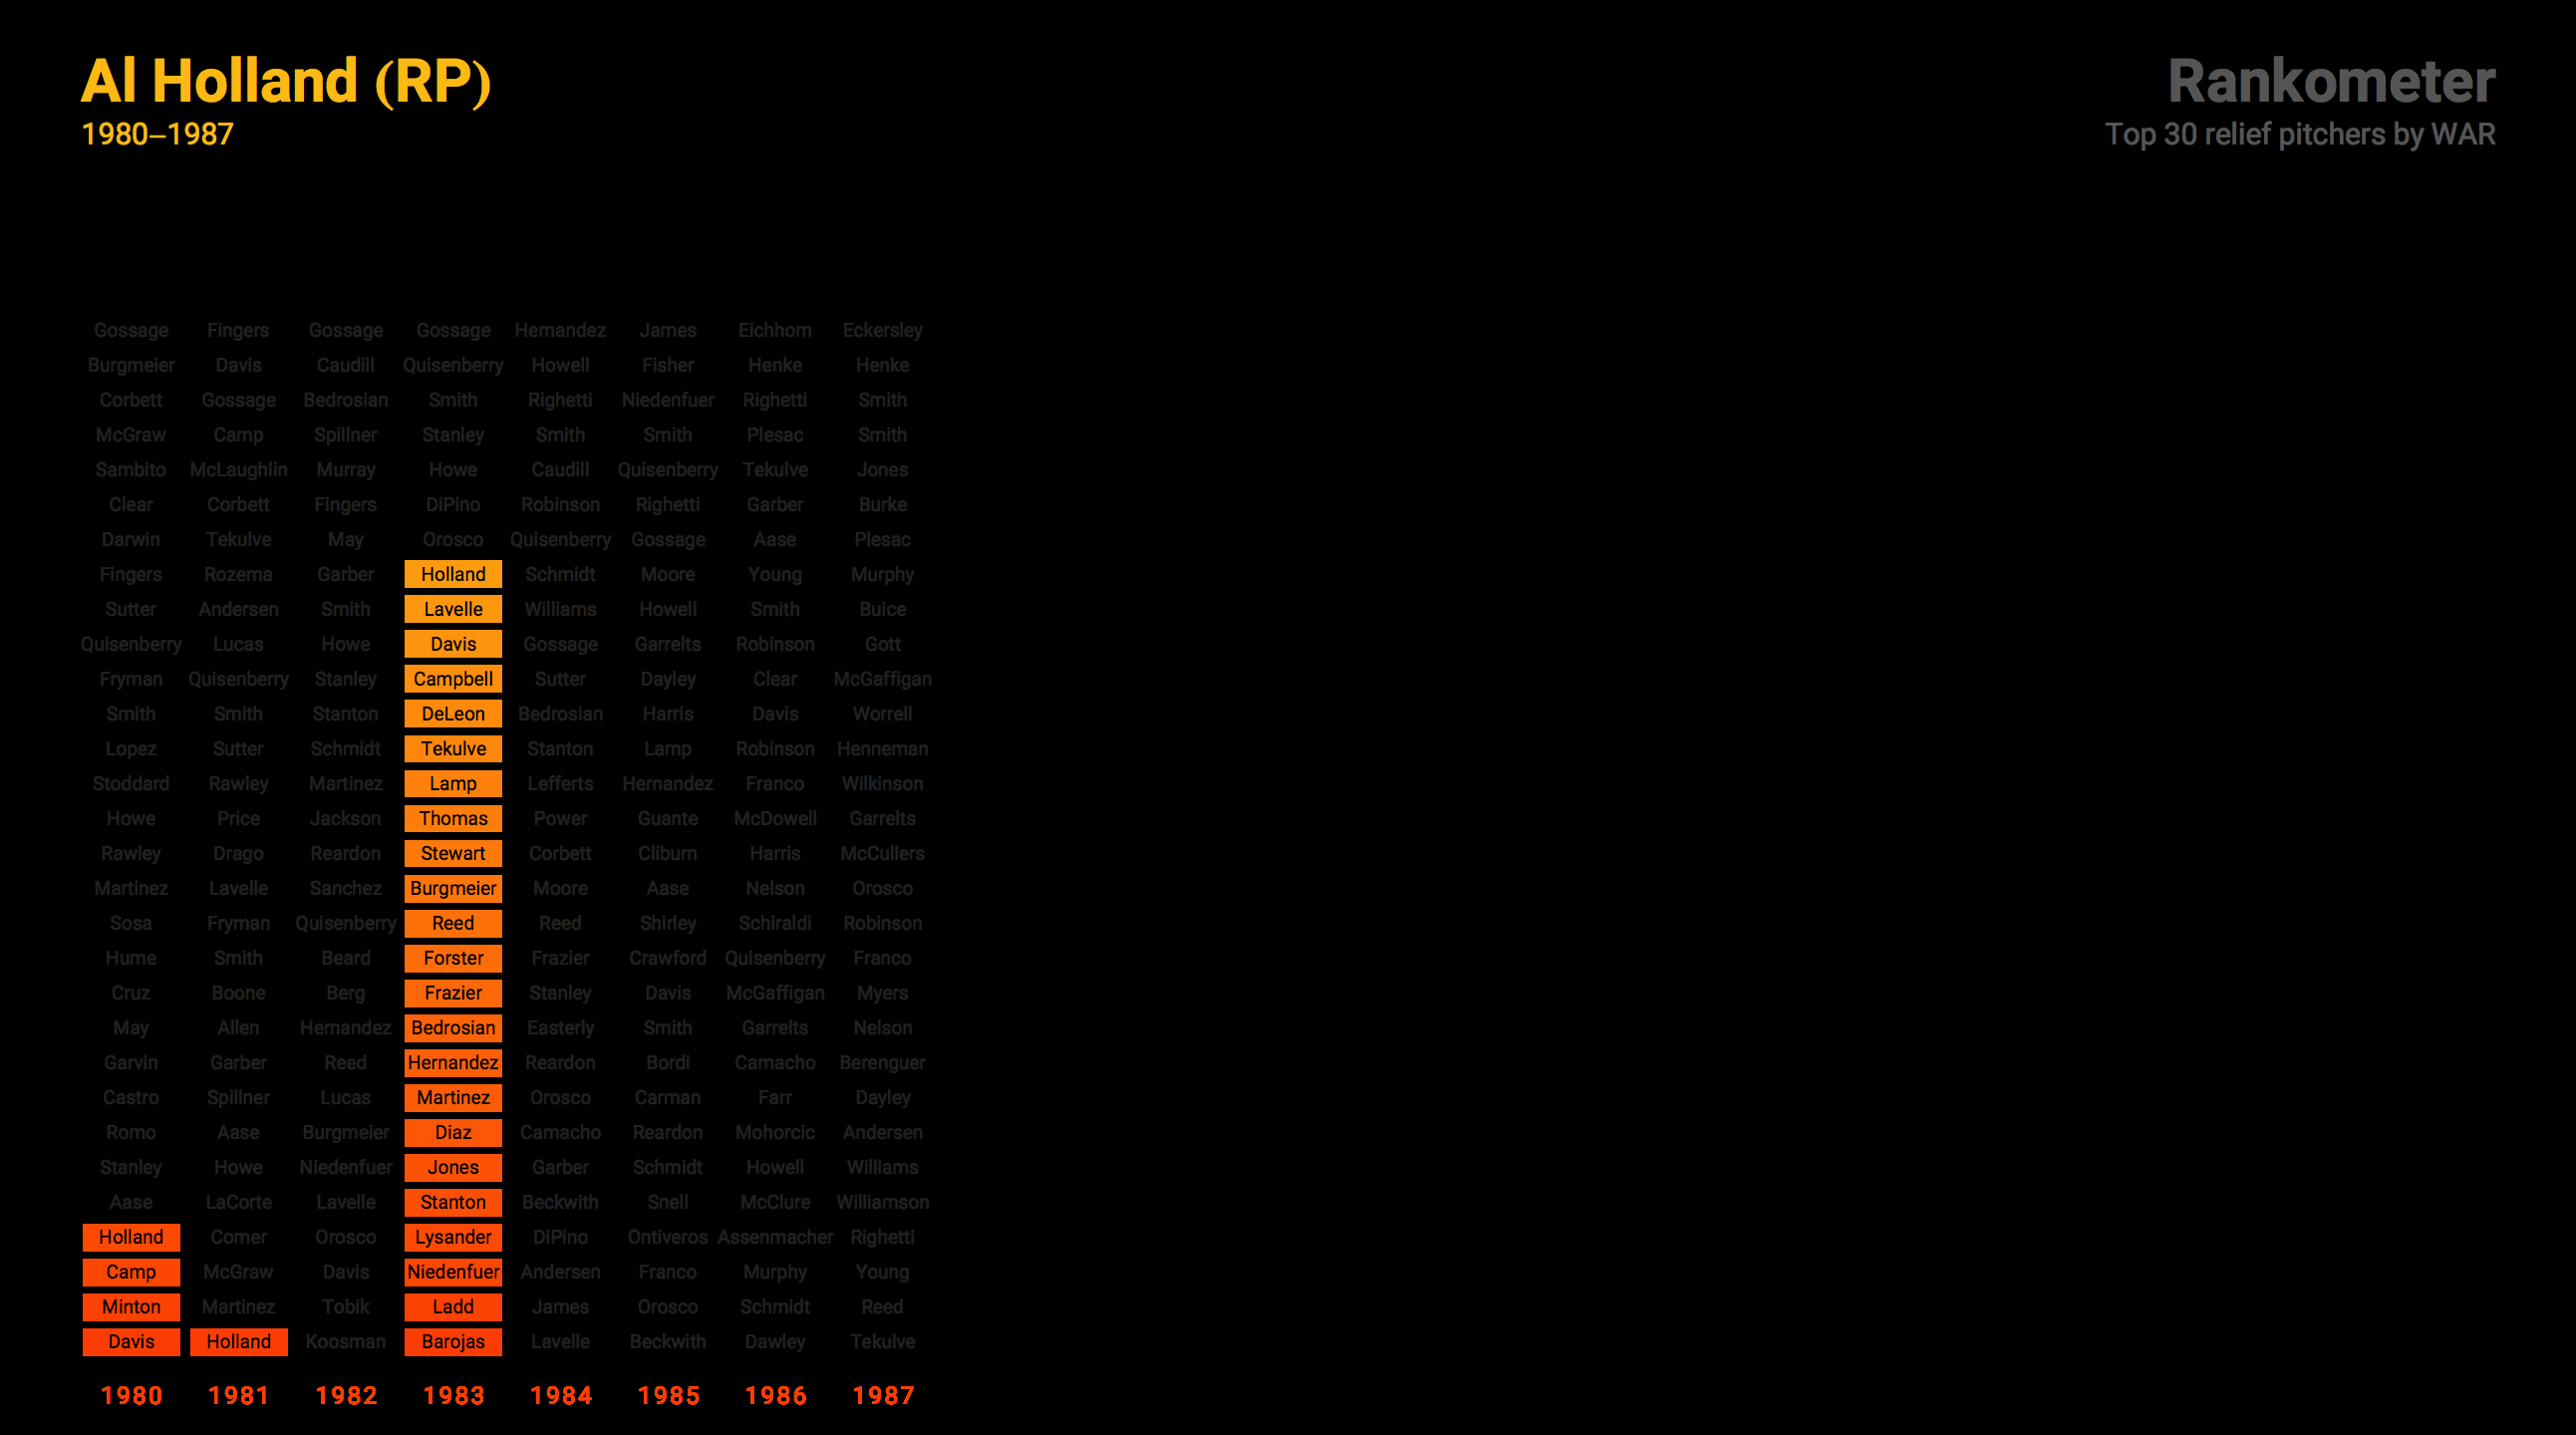 Al Holland (RP)
1980–1987
Rankometer
Top 30 relief pitchers by WAR
Gossage Fingers Gossage Gossage Hernandez James Eichhorn Eckersley
Burgmeier Davis Caudill Quisenberry Howell Fisher Henke Henke
Corbett Gossage Bedrosian Smith Righetti Niedenfuer Righetti Smith
McGraw Camp Spillner Stanley Smith Smith Plesac Smith
Sambito McLaughlin Murray Howe Caudill Quisenberry Tekulve Jones
Clear Corbett Fingers DiPino Robinson Righetti Garber Burke
Darwin Tekulve May Orosco Quisenberry Gossage Aase Plesac
Fingers Rozema Garber Holland Schmidt Moore Young Murphy
Sutter Andersen Smith Lavelle Williams Howell Smith Buice
Quisenberry Lucas Howe Davis Gossage Garrelts Robinson Gott
Fryman Quisenberry Stanley Campbell Sutter Dayley Clear McGaffigan
Smith Smith Stanton DeLeon Bedrosian Harris Davis Worrell
Lopez Sutter Schmidt Tekulve Stanton Lamp Robinson Henneman
Stoddard Rawley Martinez Lamp Lefferts Hernandez Franco Wilkinson
Howe Price Jackson Thomas Power Guante McDowell Garrelts
Rawley Drago Reardon Stewart Corbett Cliburn Harris McCullers
Martinez Lavelle Sanchez Burgmeier Moore Aase Nelson Orosco
Sosa Fryman Quisenberry Reed Reed Shirley Schiraldi Robinson
Hume Smith Beard Forster Frazier Crawford Quisenberry Franco
Cruz Boone Berg Frazier Stanley Davis McGaffigan Myers
May Allen Hernandez Bedrosian Easterly Smith Garrelts Nelson
Garvin Garber Reed Hernandez Reardon Bordi Camacho Berenguer
Castro Spillner Lucas Martinez Orosco Carman Farr Dayley
Romo Aase Burgmeier Diaz Camacho Reardon Mohorcic Andersen
Stanley Howe Niedenfuer Jones Garber Schmidt Howell Williams
Aase LaCorte Lavelle Stanton Beckwith Snell McClure Williamson
Holland Comer Orosco Lysander DiPino Ontiveros Assenmacher Righetti
Camp McGraw Davis Niedenfuer Andersen Franco Murphy Young
Minton Martinez Tobik Ladd James Orosco Schmidt Reed
Davis Holland Koosman Barojas Lavelle Beckwith Dawley Tekulve
1980 1981 1982 1983 1984 1985 1986 1987